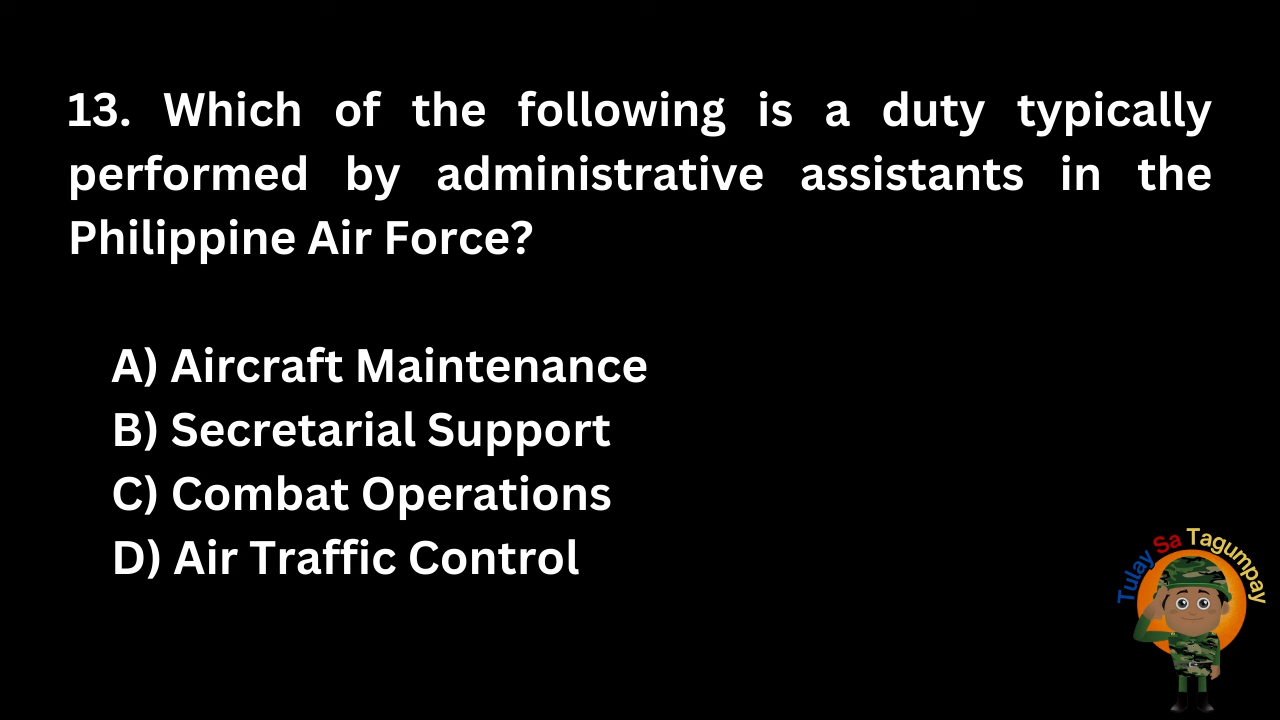 13. Which of the following is a duty typically
performed by administrative assistants in the
Philippine Air Force?
A) Aircraft Maintenance
B) Secretarial Support
C) Combat Operations
D) Air Traffic Control
Tulay Sa Tagumpay